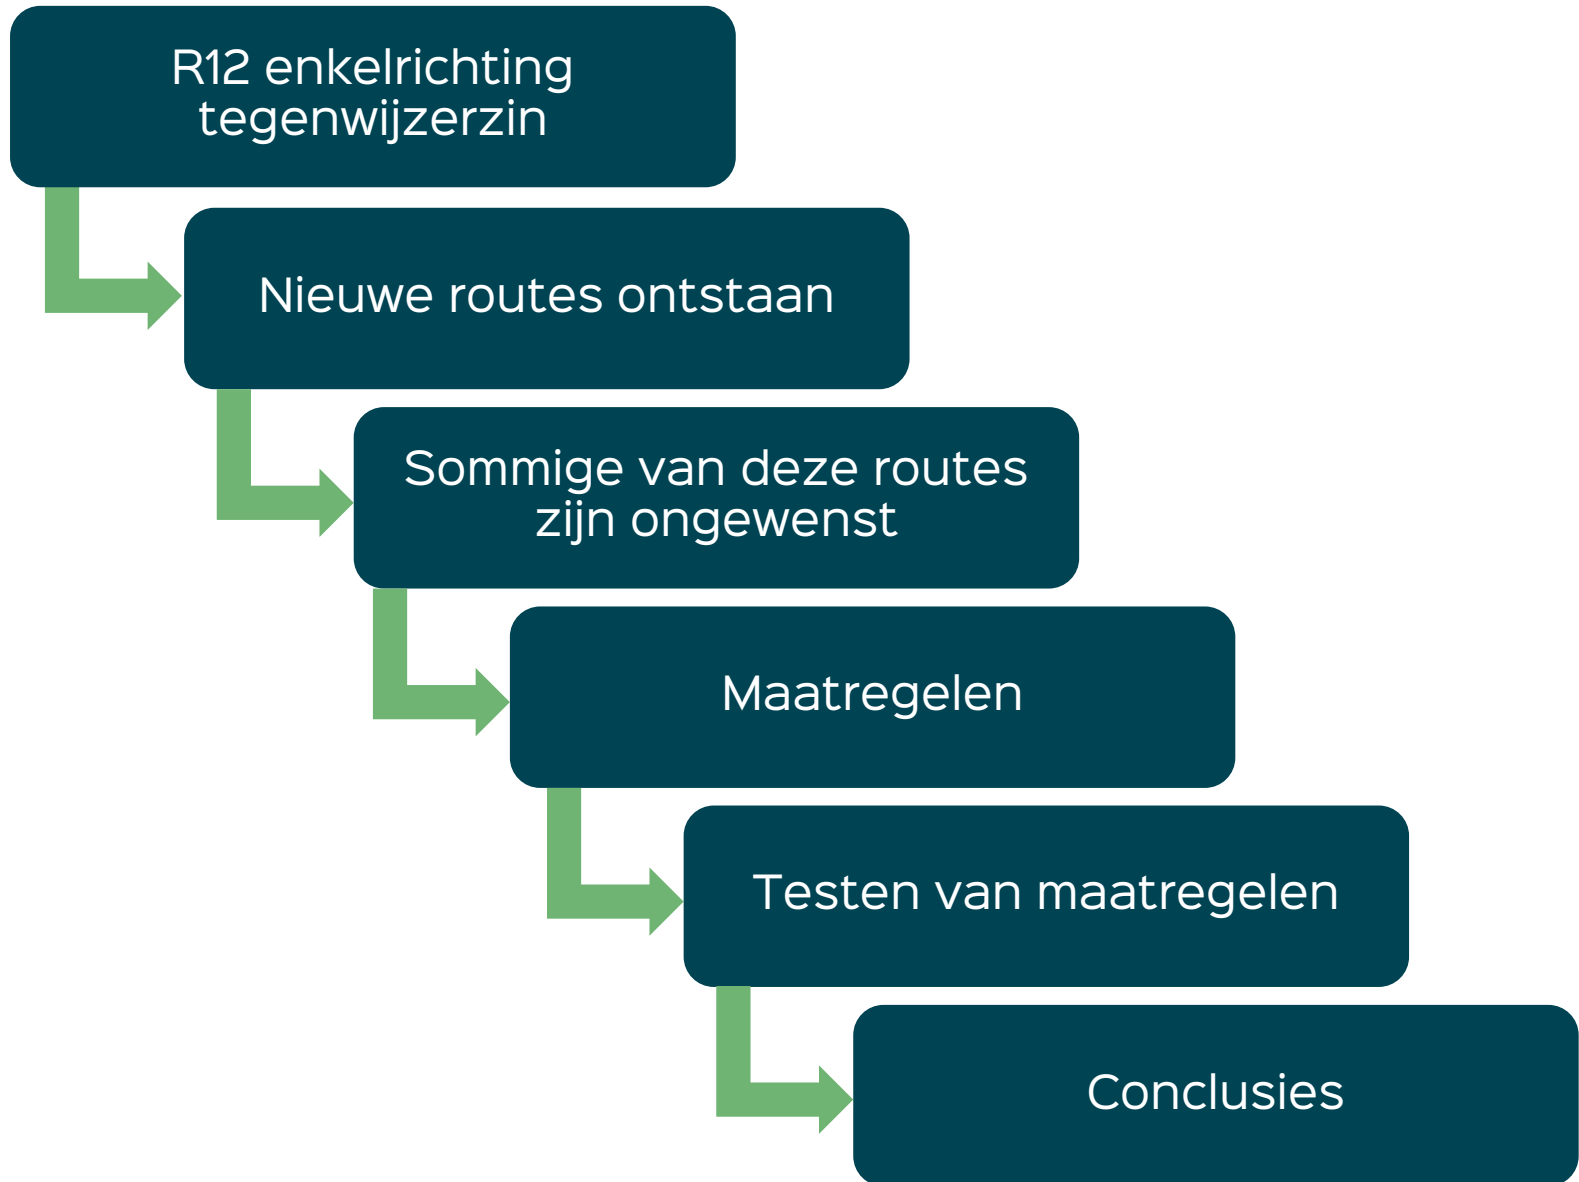 R12 enkelrichting
tegenwijzerzin
Nieuwe routes ontstaan
Sommige van deze routes
zijn ongewenst
Maatregelen
Testen van maatregelen
Conclusies